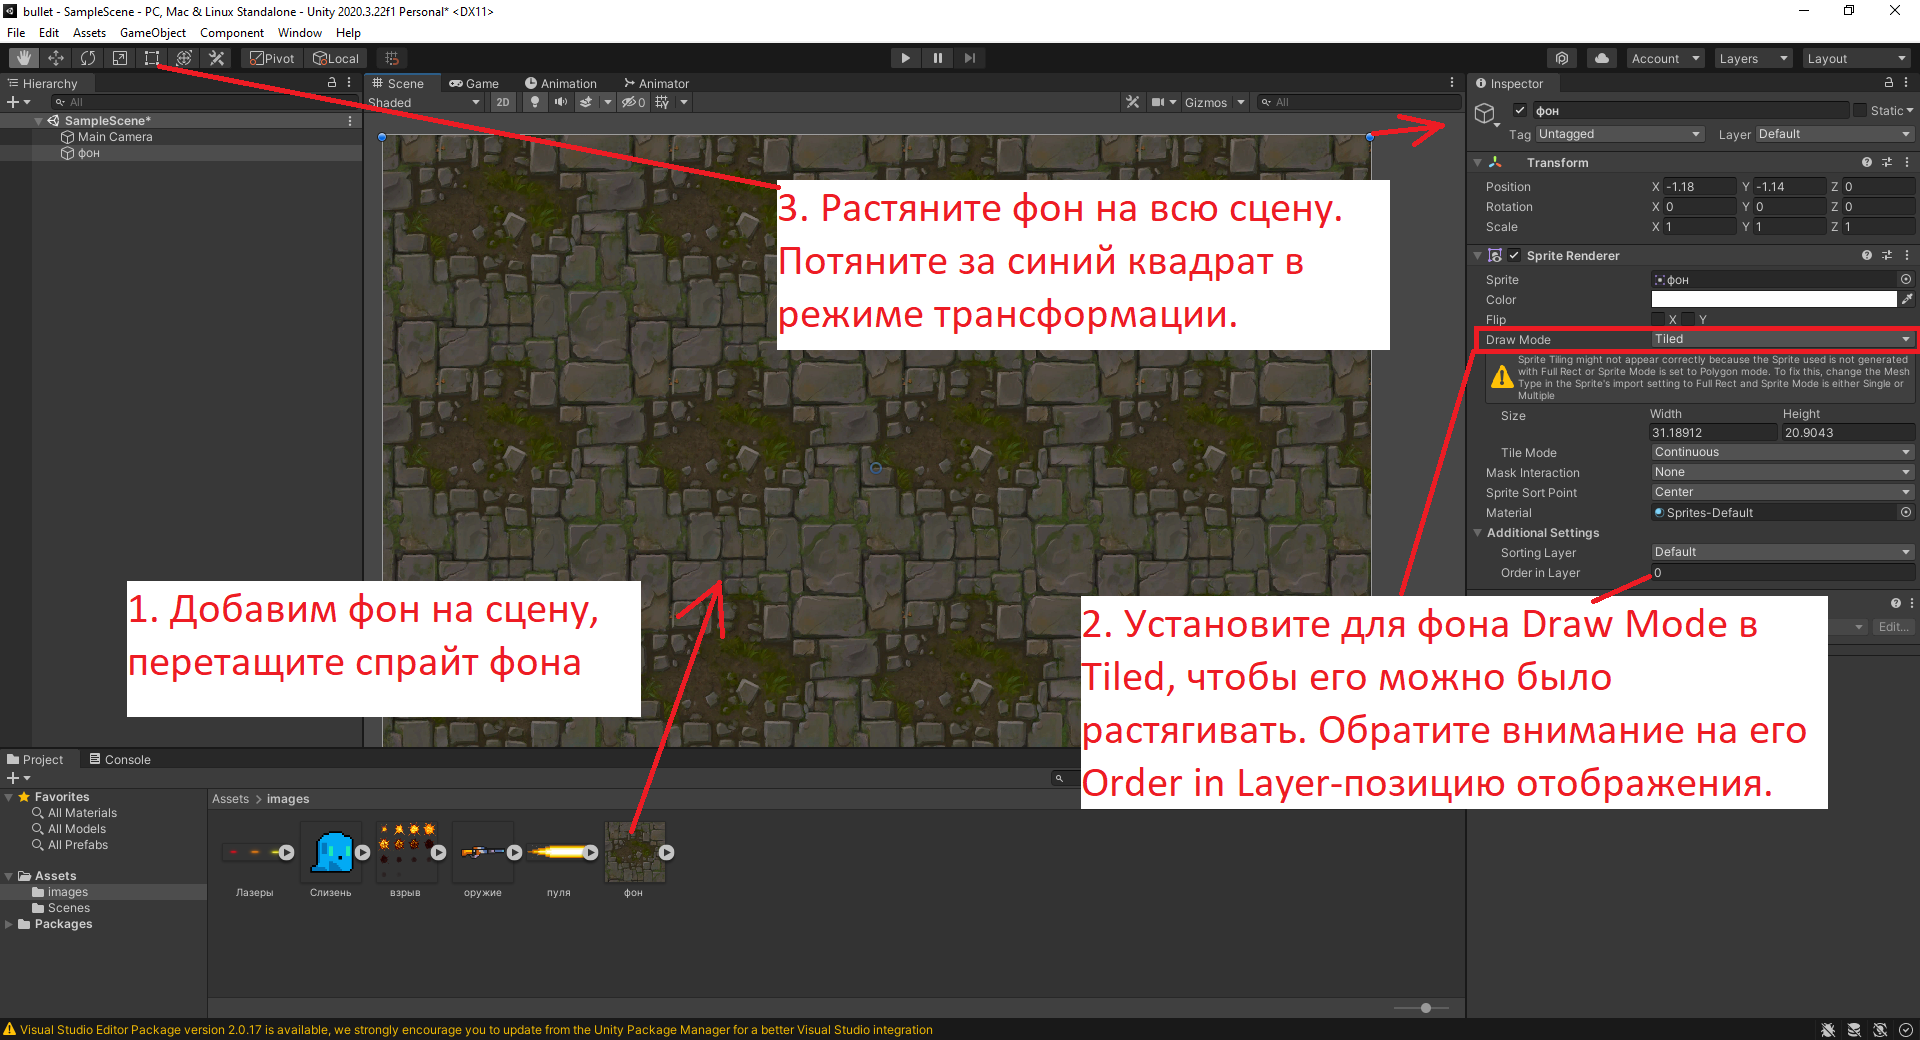 bullet - SampleScene - PC, Mac & Linux Standalone - Unity 2020.3.22f1 Personal* <DX11>
File Edit Assets GameObject Component Window Help
Pivot Local Account Layers Layout
Hierarchy
All
SampleScene*
Main Camera
фон
Scene Game Animation Animator
Shaded 2D 0 Gizmos All
3. Растяните фон на всю сцену.
Потяните за синий квадрат в
режиме трансформации.
1. Добавим фон на сцену,
перетащите спрайт фона
Inspector
фон Static
Tag Untagged Layer Default
Transform
Position X -1.18 Y -1.14 Z 0
Rotation X 0 Y 0 Z 0
Scale X 1 Y 1 Z 1
Sprite Renderer
Sprite фон
Color
Flip X Y
Draw Mode Tiled
Sprite Tiling might not appear correctly because the Sprite used is not generated
with Full Rect or Sprite Mode is set to Polygon mode. To fix this, change the Mesh
Type in the Sprite's import setting to Full Rect and Sprite Mode is either Single or
Multiple
Size Width Height
31.18912 20.9043
Tile Mode Continuous
Mask Interaction None
Sprite Sort Point Center
Material Sprites-Default
Additional Settings
Sorting Layer Default
Order in Layer 0
Edit...
2. Установите для фона Draw Mode в
Tiled, чтобы его можно было
растягивать. Обратите внимание на его
Order in Layer-позицию отображения.
Project Console
Favorites
All Materials
All Models
All Prefabs
Assets
images
Scenes
Packages
Assets > images
Лазеры Слизень взрыв оружие пуля фон
Visual Studio Editor Package version 2.0.17 is available, we strongly encourage you to update from the Unity Package Manager for a better Visual Studio integration